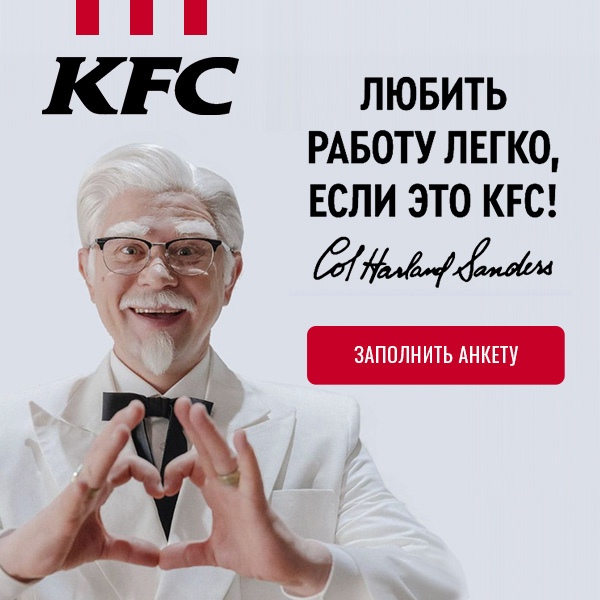 KFC
ЛЮБИТЬ
РАБОТУ ЛЕГКО,
ЕСЛИ ЭТО KFC!
Col Harland Sanders
ЗАПОЛНИТЬ АНКЕТУ